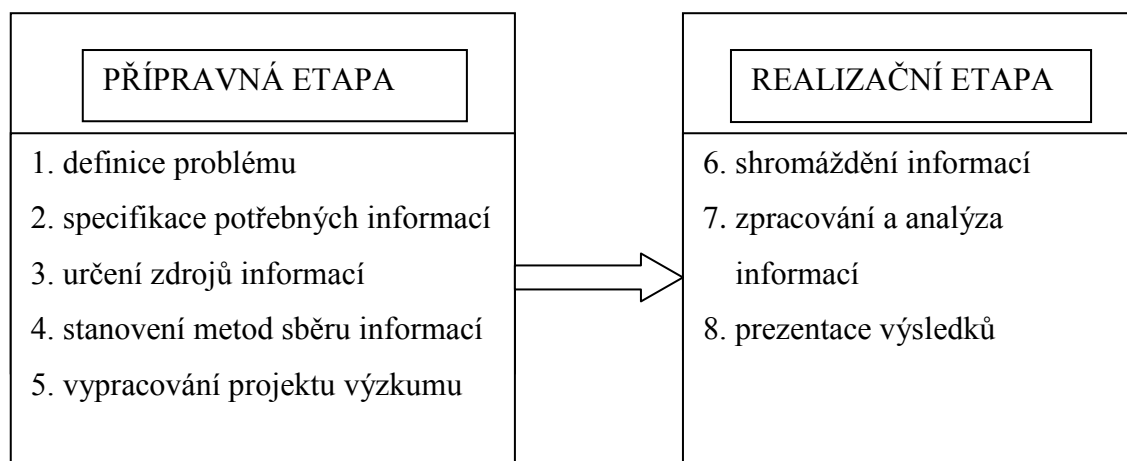 PŘÍPRAVNÁ ETAPA
1. definice problému
2. specifikace potřebných informací
3. určení zdrojů informací
4. stanovení metod sběru informací
5. vypracování projektu výzkumu
REALIZAČNÍ ETAPA
6. shromáždění informací
7. zpracování a analýza
informací
8. prezentace výsledků